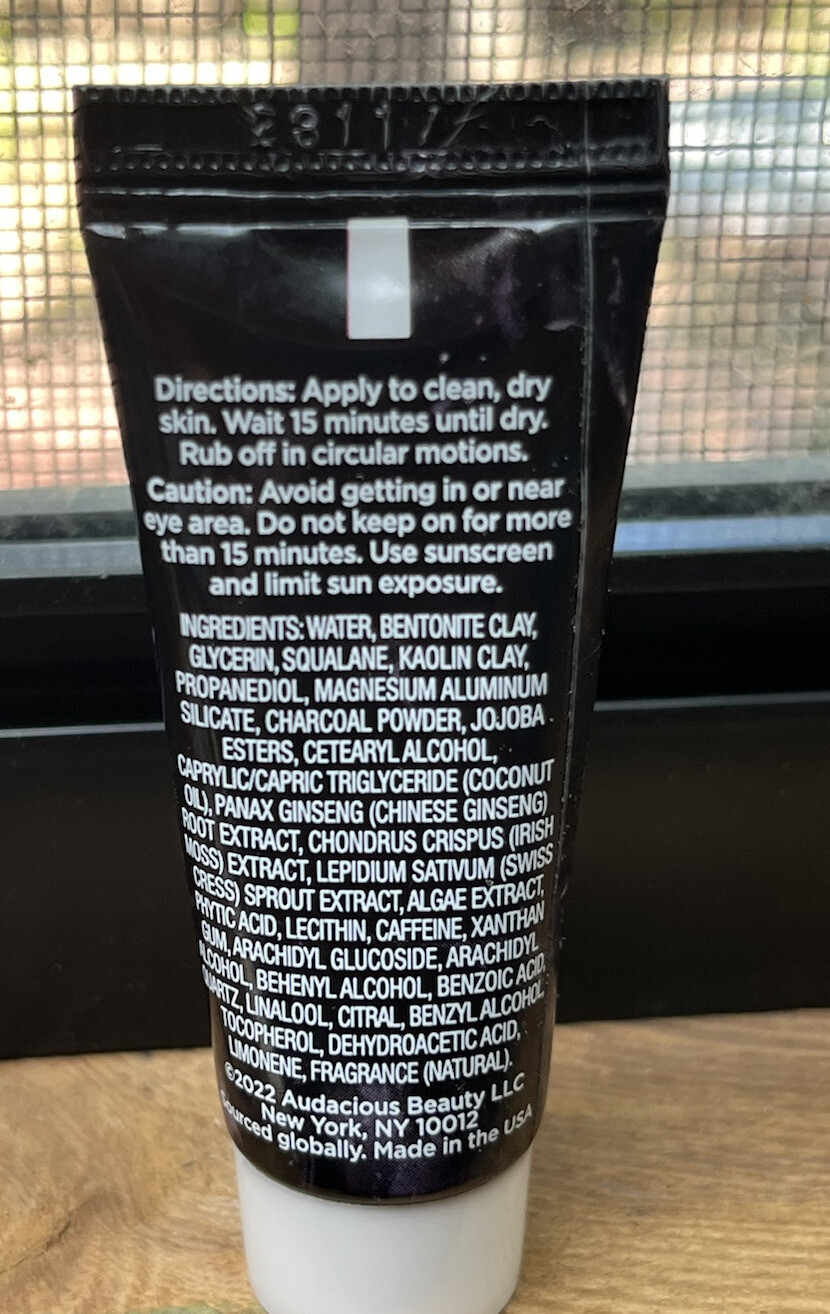 Directions: Apply to clean, dry
skin. Wait 15 minutes until dry.
Rub off in circular motions.
Caution: Avoid getting in or near
eye area. Do not keep on for more
than 15 minutes. Use sunscreen
and limit sun exposure.
INGREDIENTS: WATER, BENTONITE CLAY,
GLYCERIN, SQUALANE, KAOLIN CLAY,
PROPANEDIOL, MAGNESIUM ALUMINUM
SILICATE, CHARCOAL POWDER, JOJOBA
ESTERS, CETEARYL ALCOHOL,
CAPRYLIC/CAPRIC TRIGLYCERIDE (COCONUT
OIL), PANAX GINSENG (CHINESE GINSENG)
ROOT EXTRACT, CHONDRUS CRISPUS (IRISH
MOSS) EXTRACT, LEPIDIUM SATIVUM (SWISS
CRESS) SPROUT EXTRACT, ALGAE EXTRACT,
PHYTIC ACID, LECITHIN, CAFFEINE, XANTHAN
GUM, ARACHIDYL GLUCOSIDE, ARACHIDYL
ALCOHOL, BEHENYL ALCOHOL, BENZOIC ACID,
QUARTZ, LINALOOL, CITRAL, BENZYL ALCOHOL,
TOCOPHEROL, DEHYDROACETIC ACID,
LIMONENE, FRAGRANCE (NATURAL).
©2022 Audacious Beauty LLC
New York, NY 10012
Sourced globally. Made in the USA